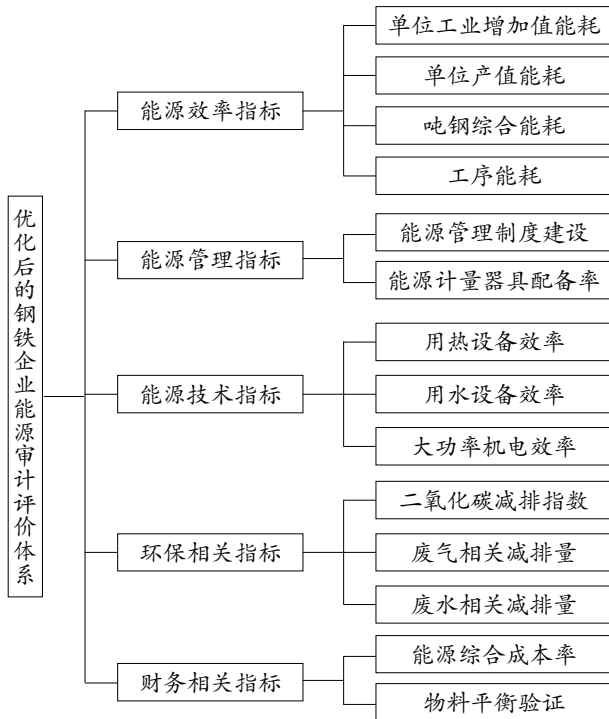 优化后的钢铁企业能源审计评价体系
能源效率指标
单位工业增加值能耗
单位产值能耗
吨钢综合能耗
工序能耗
能源管理指标
能源管理制度建设
能源计量器具配备率
能源技术指标
用热设备效率
用水设备效率
大功率机电效率
环保相关指标
二氧化碳减排指数
废气相关减排量
废水相关减排量
财务相关指标
能源综合成本率
物料平衡验证